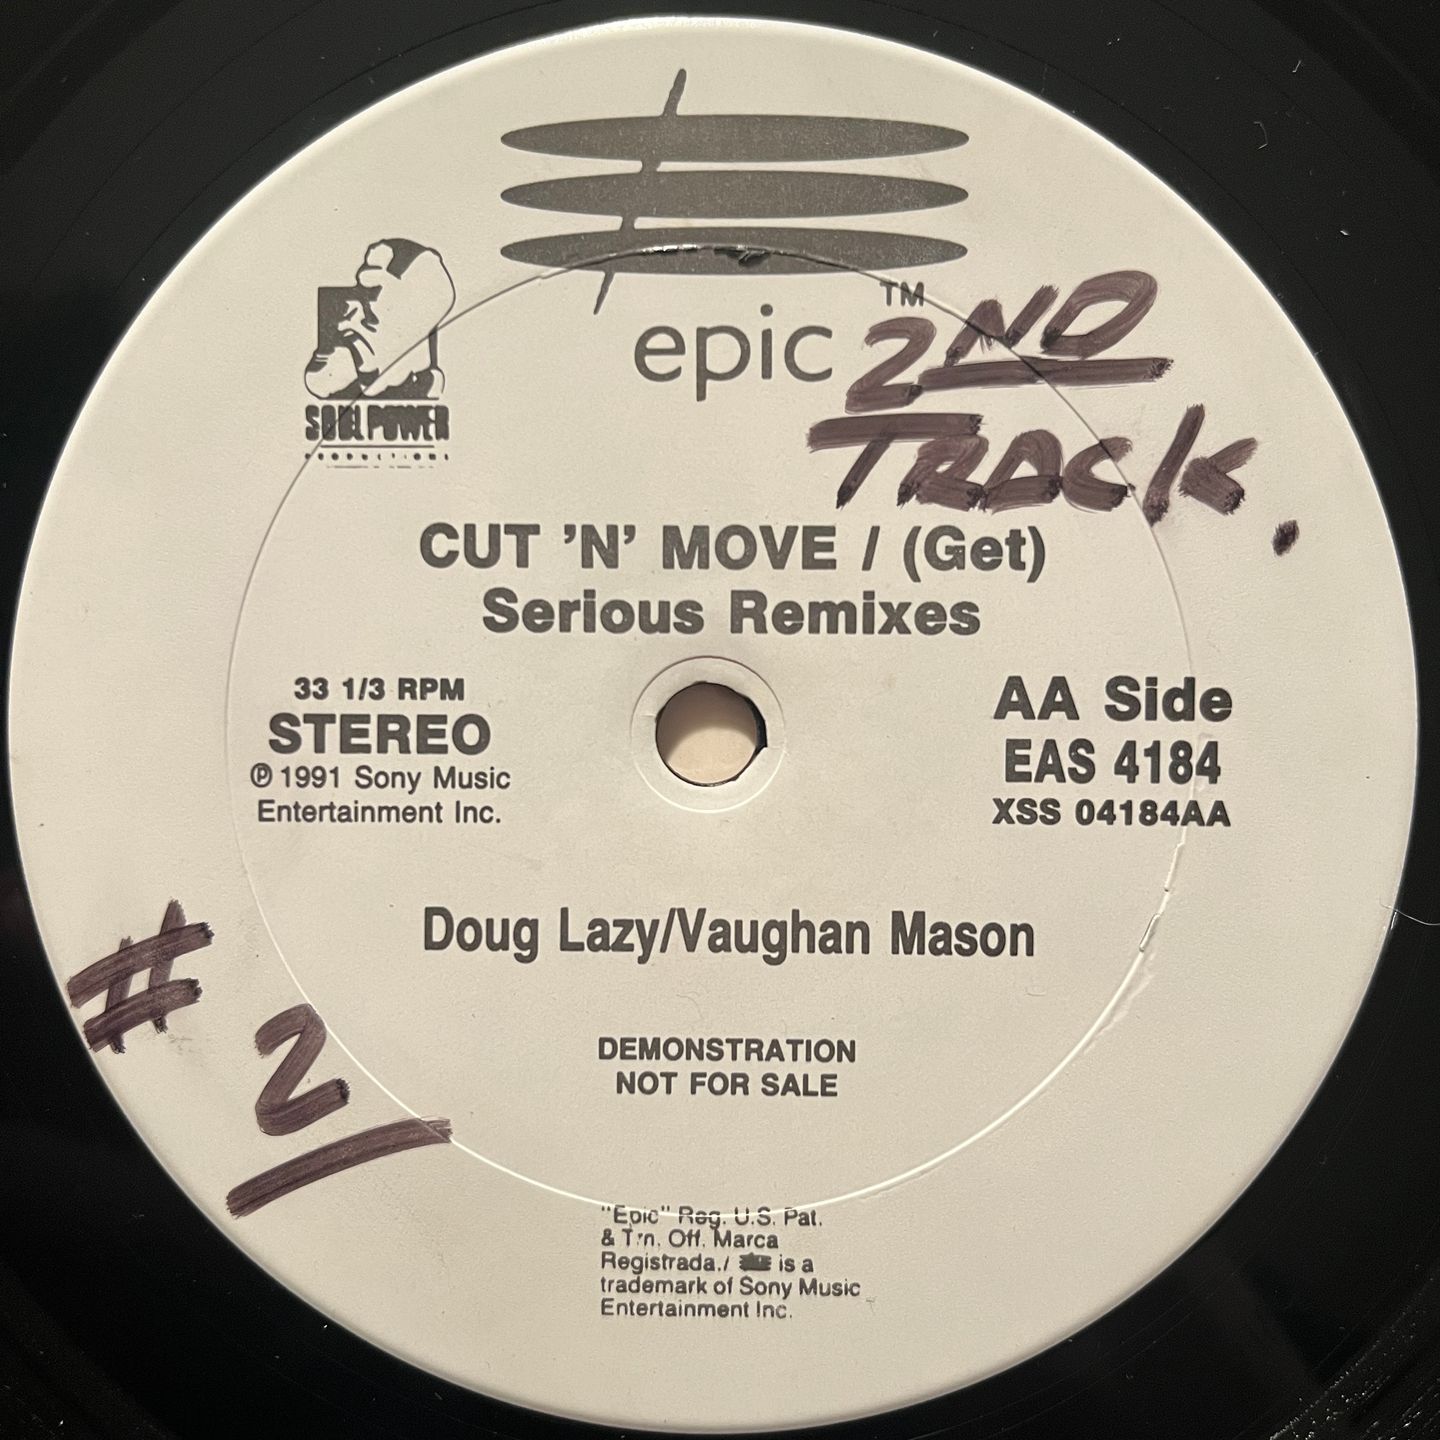 epic™
2ND
TRACK.
SOUL POWER
PRODUCTIONS
CUT 'N' MOVE / (Get)
Serious Remixes
33 1/3 RPM
STEREO
℗ 1991 Sony Music
Entertainment Inc.
AA Side
EAS 4184
XSS 04184AA
Doug Lazy/Vaughan Mason
# 2
DEMONSTRATION
NOT FOR SALE
"Epic" Reg. U.S. Pat.
& Tm. Off. Marca
Registrada./ is a
trademark of Sony Music
Entertainment Inc.